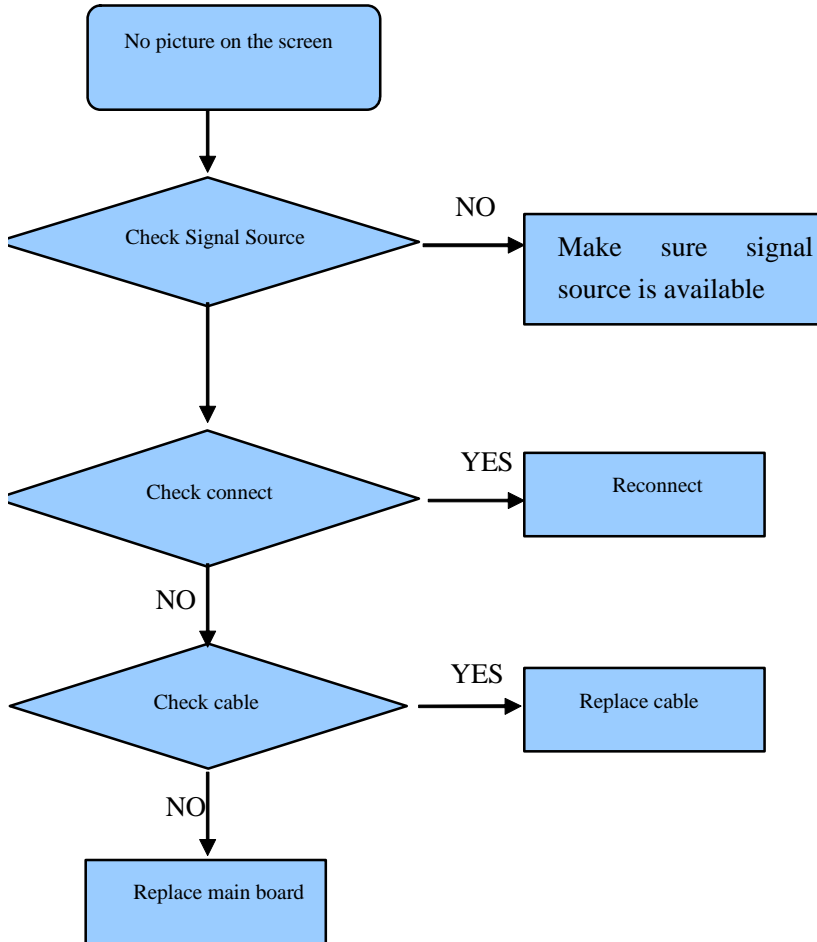 No picture on the screen
NO
Check Signal Source
Make sure signal
source is available
YES
Check connect
Reconnect
NO
YES
Check cable
Replace cable
NO
Replace main board